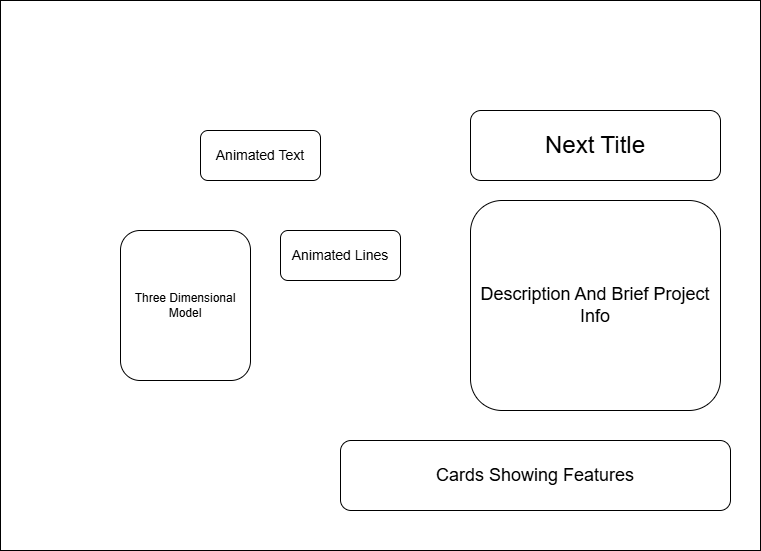 Animated Text
Next Title
Animated Lines
Three Dimensional
Model
Description And Brief Project
Info
Cards Showing Features